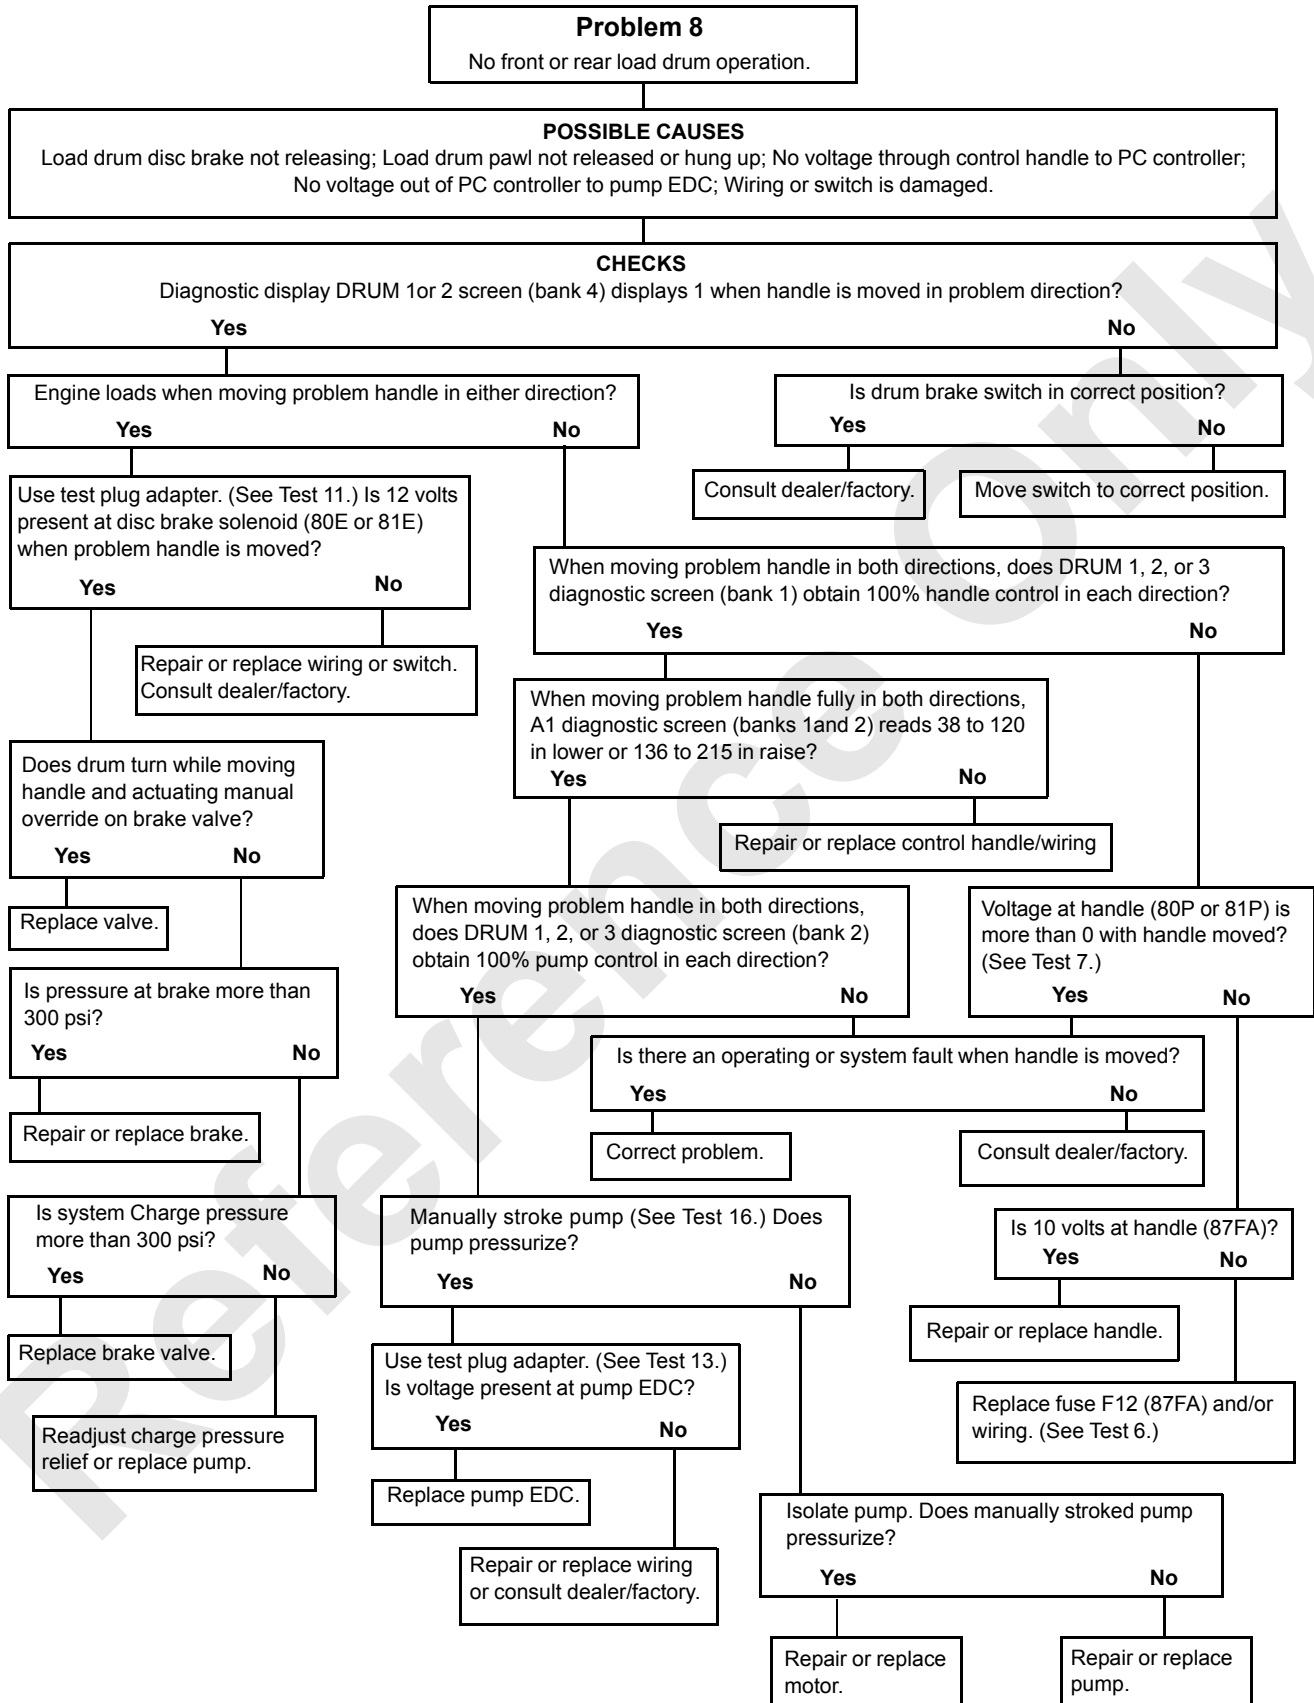 Problem 8
No front or rear load drum operation.
POSSIBLE CAUSES
Load drum disc brake not releasing; Load drum pawl not released or hung up; No voltage through control handle to PC controller;
No voltage out of PC controller to pump EDC; Wiring or switch is damaged.
CHECKS
Diagnostic display DRUM 1or 2 screen (bank 4) displays 1 when handle is moved in problem direction?
Yes
No
Engine loads when moving problem handle in either direction?
Yes
No
Is drum brake switch in correct position?
Yes
No
Use test plug adapter. (See Test 11.) Is 12 volts
present at disc brake solenoid (80E or 81E)
when problem handle is moved?
Yes
No
Consult dealer/factory.
Move switch to correct position.
When moving problem handle in both directions, does DRUM 1, 2, or 3
diagnostic screen (bank 1) obtain 100% handle control in each direction?
Yes
No
Repair or replace wiring or switch.
Consult dealer/factory.
When moving problem handle fully in both directions,
A1 diagnostic screen (banks 1and 2) reads 38 to 120
in lower or 136 to 215 in raise?
Yes
No
Does drum turn while moving
handle and actuating manual
override on brake valve?
Yes
No
Repair or replace control handle/wiring
Replace valve.
When moving problem handle in both directions,
does DRUM 1, 2, or 3 diagnostic screen (bank 2)
obtain 100% pump control in each direction?
Yes
No
Voltage at handle (80P or 81P) is
more than 0 with handle moved?
(See Test 7.)
Yes
No
Is pressure at brake more than
300 psi?
Yes
No
Is there an operating or system fault when handle is moved?
Yes
No
Repair or replace brake.
Correct problem.
Consult dealer/factory.
Is system Charge pressure
more than 300 psi?
Yes
No
Manually stroke pump (See Test 16.) Does
pump pressurize?
Yes
No
Is 10 volts at handle (87FA)?
Yes
No
Replace brake valve.
Use test plug adapter. (See Test 13.)
Is voltage present at pump EDC?
Yes
No
Repair or replace handle.
Readjust charge pressure
relief or replace pump.
Replace fuse F12 (87FA) and/or
wiring. (See Test 6.)
Replace pump EDC.
Isolate pump. Does manually stroked pump
pressurize?
Yes
No
Repair or replace wiring
or consult dealer/factory.
Repair or replace
motor.
Repair or replace
pump.
Reference Only